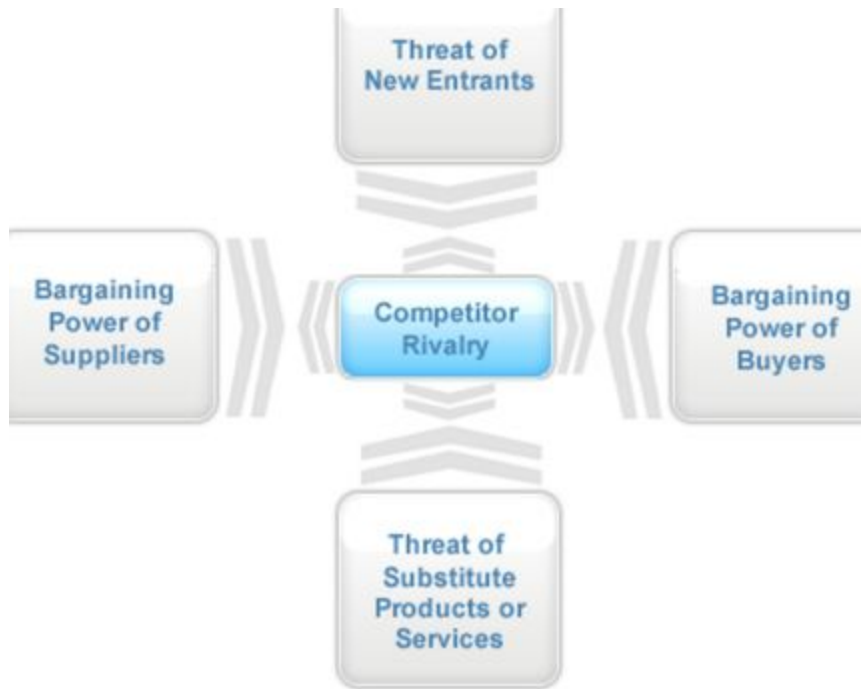 Threat of
New Entrants
Bargaining
Power of
Suppliers
Competitor
Rivalry
Bargaining
Power of
Buyers
Threat of
Substitute
Products or
Services